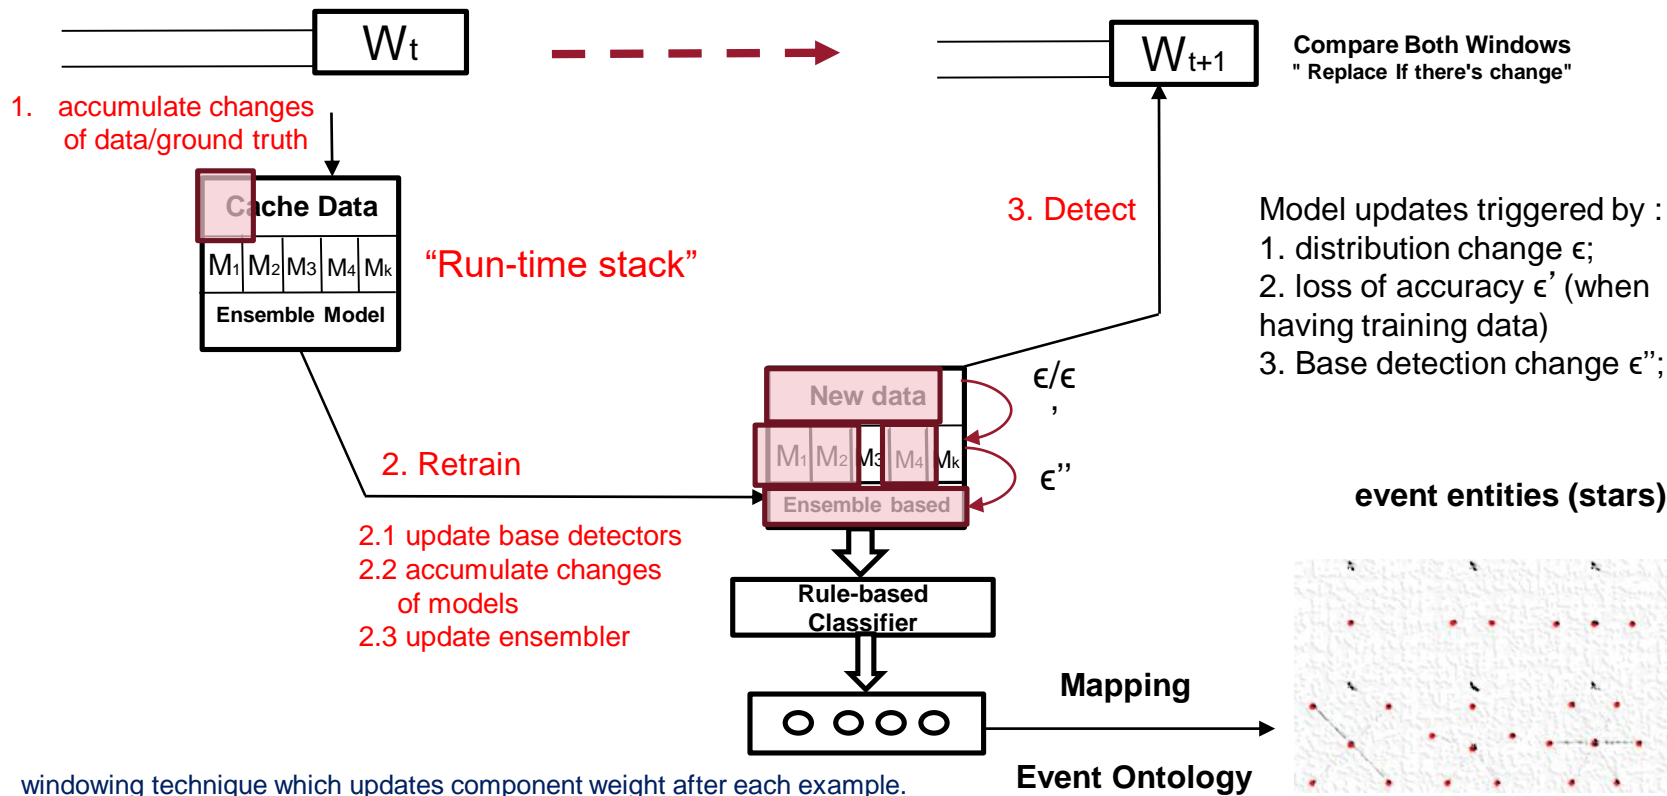 Wt
Wt+1
Compare Both Windows
" Replace If there's change"
1. accumulate changes
of data/ground truth
Cache Data
M1 M2 M3 M4 Mk
Ensemble Model
“Run-time stack”
3. Detect
Model updates triggered by :
1. distribution change ϵ;
2. loss of accuracy ϵ’ (when
having training data)
3. Base detection change ϵ’’;
New data
ϵ/ϵ
’
M1 M2 M3 M4 Mk
ϵ’’
Ensemble based
2. Retrain
2.1 update base detectors
2.2 accumulate changes
of models
2.3 update ensembler
event entities (stars)
Rule-based
Classifier
Mapping
Event Ontology
windowing technique which updates component weight after each example.